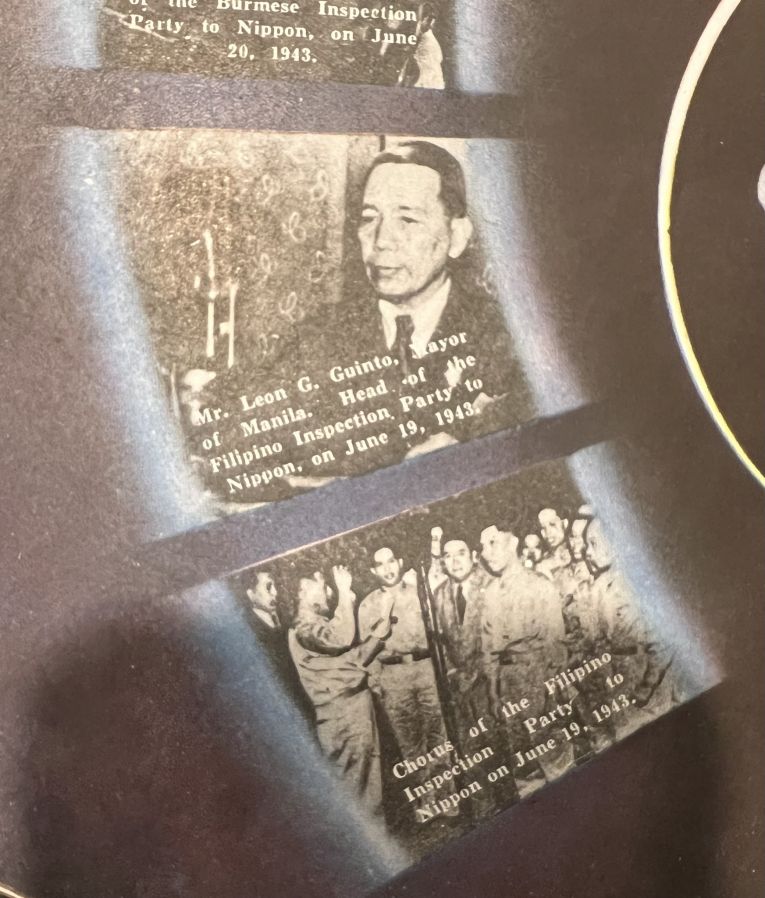 of the Burmese Inspection
Party to Nippon, on June
20, 1943.
Mr. Leon G. Guinto, Mayor
of Manila. Head of the
Filipino Inspection Party to
Nippon, on June 19, 1943.
Chorus of the Filipino
Inspection Party to
Nippon on June 19, 1943.